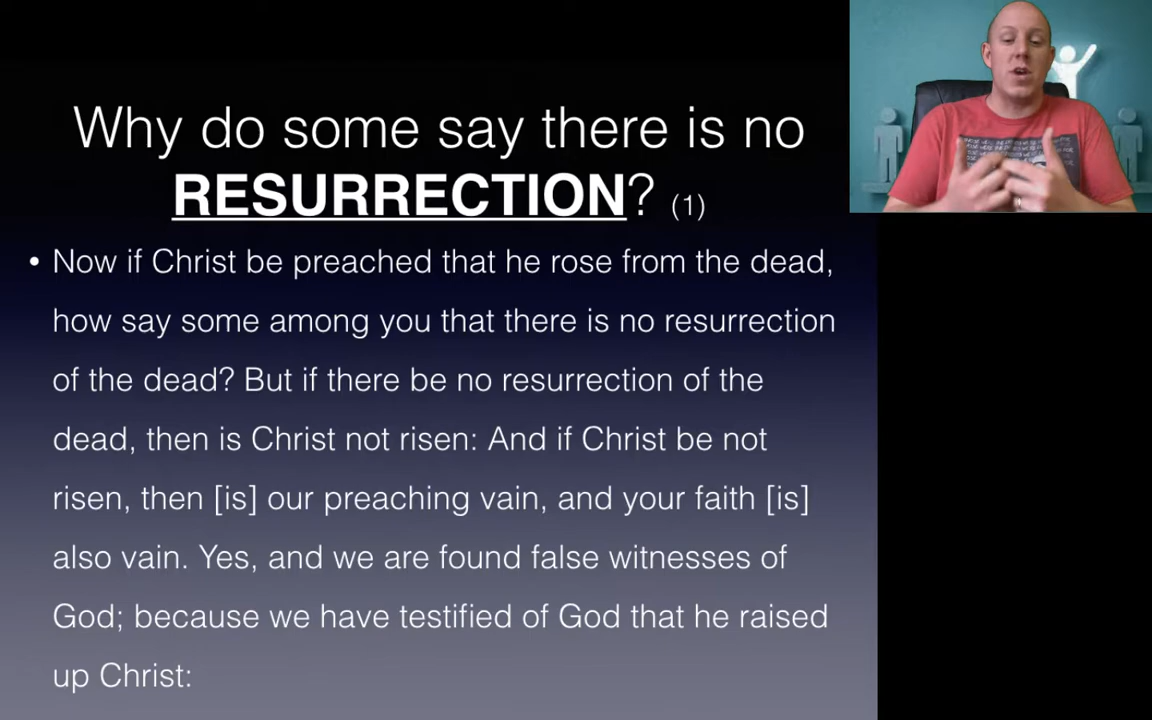 Why do some say there is no
RESURRECTION? (1)
• Now if Christ be preached that he rose from the dead,
how say some among you that there is no resurrection
of the dead? But if there be no resurrection of the
dead, then is Christ not risen: And if Christ be not
risen, then [is] our preaching vain, and your faith [is]
also vain. Yes, and we are found false witnesses of
God; because we have testified of God that he raised
up Christ: